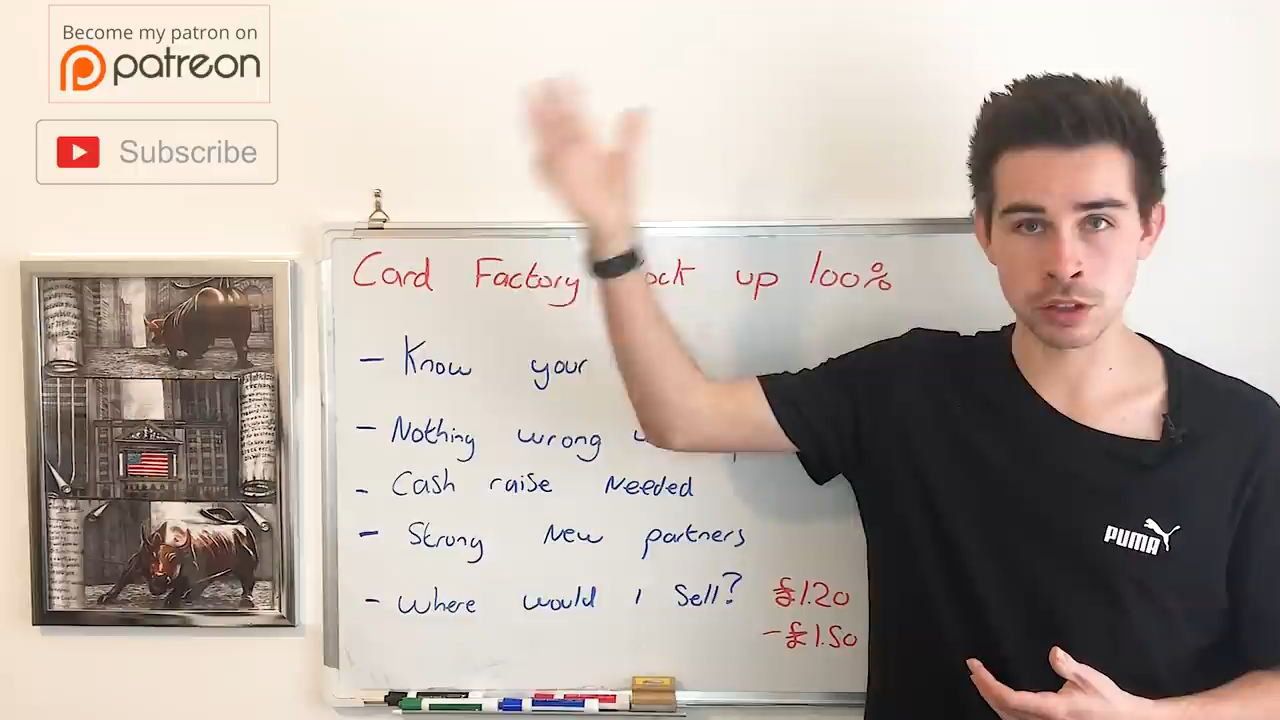 Become my patron on
patreon
Subscribe
Card Factory up 100%
- Know your
- Nothing wrong
- Cash raise Needed
- Strong New partners
- Where would I Sell? £1.20
- £1.50
PUMA